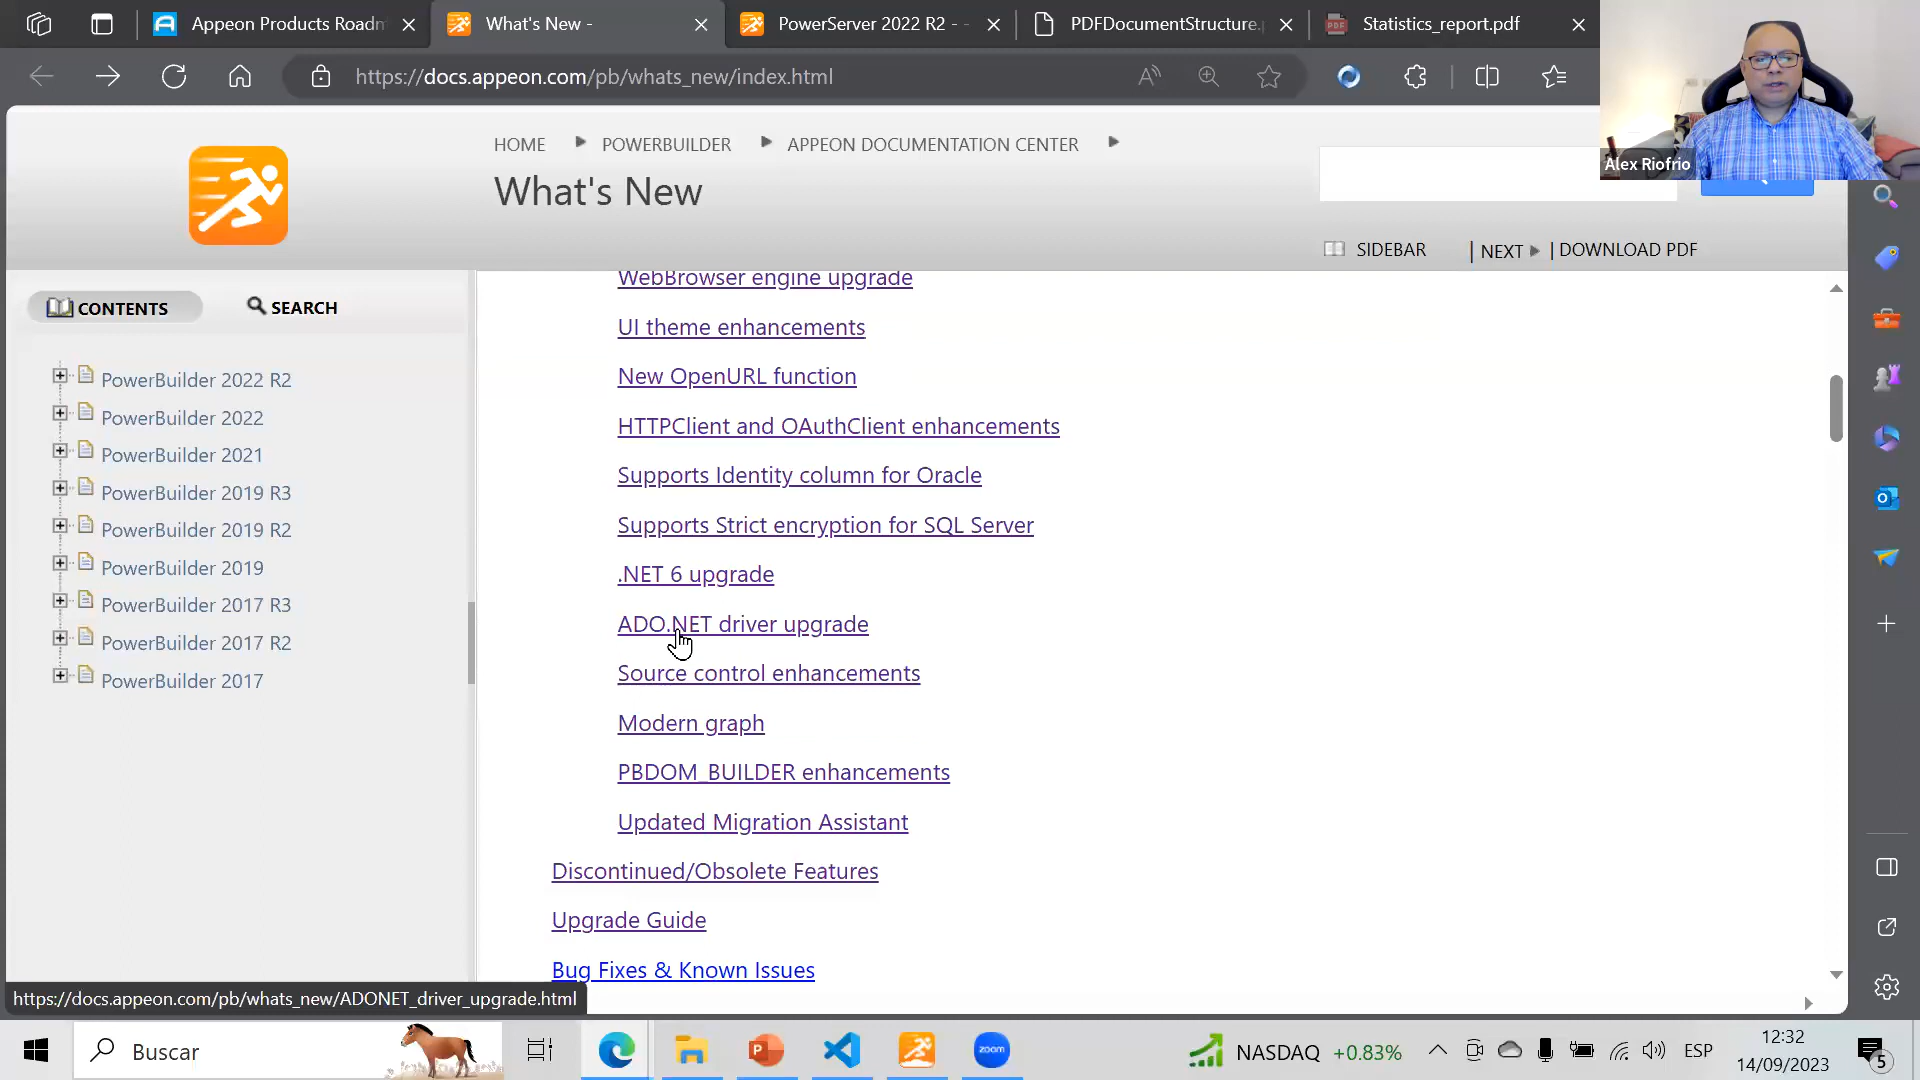 Appeon Products Roadm
What's New -
PowerServer 2022 R2 -
PDFDocumentStructure.p
Statistics_report.pdf
https://docs.appeon.com/pb/whats_new/index.html
Alex Riofrio
HOME
POWERBUILDER
APPEON DOCUMENTATION CENTER
What's New
SIDEBAR
| NEXT
| DOWNLOAD PDF
CONTENTS
SEARCH
PowerBuilder 2022 R2
PowerBuilder 2022
PowerBuilder 2021
PowerBuilder 2019 R3
PowerBuilder 2019 R2
PowerBuilder 2019
PowerBuilder 2017 R3
PowerBuilder 2017 R2
PowerBuilder 2017
WebBrowser engine upgrade
UI theme enhancements
New OpenURL function
HTTPClient and OAuthClient enhancements
Supports Identity column for Oracle
Supports Strict encryption for SQL Server
.NET 6 upgrade
ADO.NET driver upgrade
Source control enhancements
Modern graph
PBDOM_BUILDER enhancements
Updated Migration Assistant
Discontinued/Obsolete Features
Upgrade Guide
Bug Fixes & Known Issues
https://docs.appeon.com/pb/whats_new/ADONET_driver_upgrade.html
Buscar
zoom
NASDAQ +0.83%
ESP
12:32
14/09/2023
5